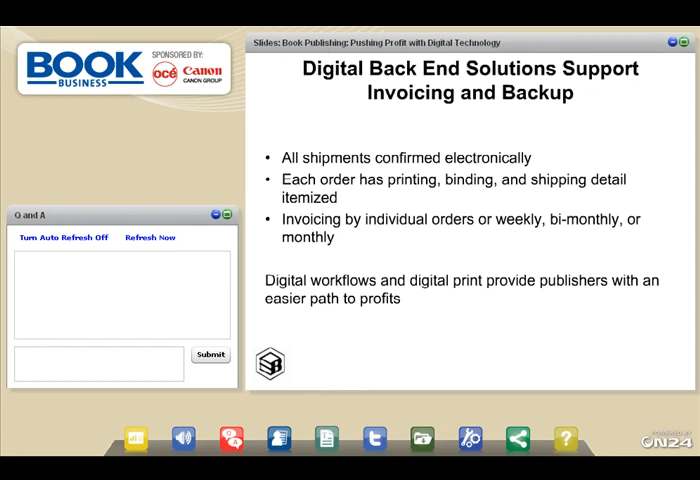 BOOK
BUSINESS
SPONSORED BY:
océ
Canon
CANON GROUP
Slides: Book Publishing: Pushing Profit with Digital Technology
Digital Back End Solutions Support
Invoicing and Backup
• All shipments confirmed electronically
• Each order has printing, binding, and shipping detail
itemized
• Invoicing by individual orders or weekly, bi-monthly, or
monthly
Digital workflows and digital print provide publishers with an
easier path to profits
Q and A
Turn Auto Refresh Off
Refresh Now
Submit
Q
A
?
POWERED BY
ON24